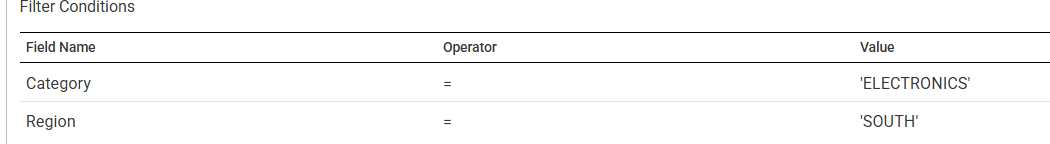 Filter Conditions
Field Name Operator Value
Category = 'ELECTRONICS'
Region = 'SOUTH'